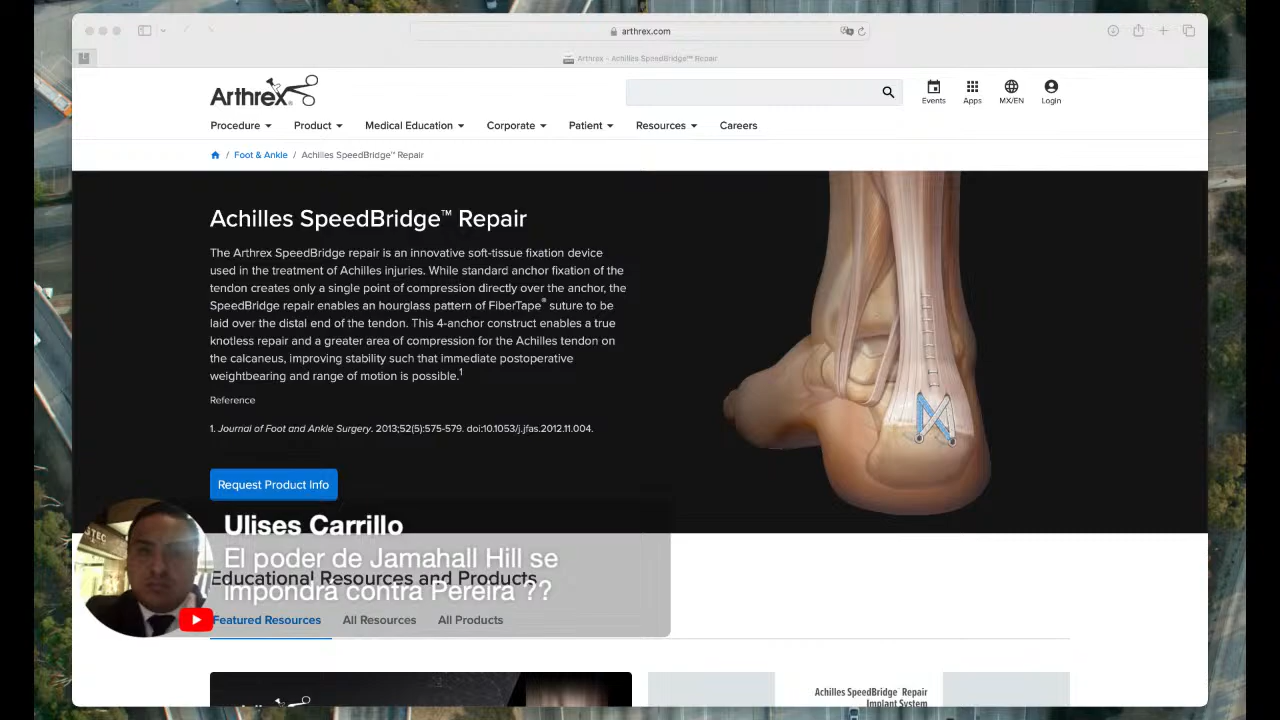 arthrex.com
Arthrex - Achilles SpeedBridge™ Repair
Arthrex®
Events
Apps
MX/EN
Login
Procedure
Product
Medical Education
Corporate
Patient
Resources
Careers
/ Foot & Ankle / Achilles SpeedBridge™ Repair
Achilles SpeedBridge™ Repair
The Arthrex SpeedBridge repair is an innovative soft-tissue fixation device
used in the treatment of Achilles injuries. While standard anchor fixation of the
tendon creates only a single point of compression directly over the anchor, the
SpeedBridge repair enables an hourglass pattern of FiberTape® suture to be
laid over the distal end of the tendon. This 4-anchor construct enables a true
knotless repair and a greater area of compression for the Achilles tendon on
the calcaneus, improving stability such that immediate postoperative
weightbearing and range of motion is possible.1
Reference
1. Journal of Foot and Ankle Surgery. 2013;52(5):575-579. doi:10.1053/j.jfas.2012.11.004.
Request Product Info
Ulises Carrillo
El poder de Jamahall Hill se
impondrá contra Pereira ??
Educational Resources and Products
Featured Resources
All Resources
All Products
Achilles SpeedBridge Repair
Implant System